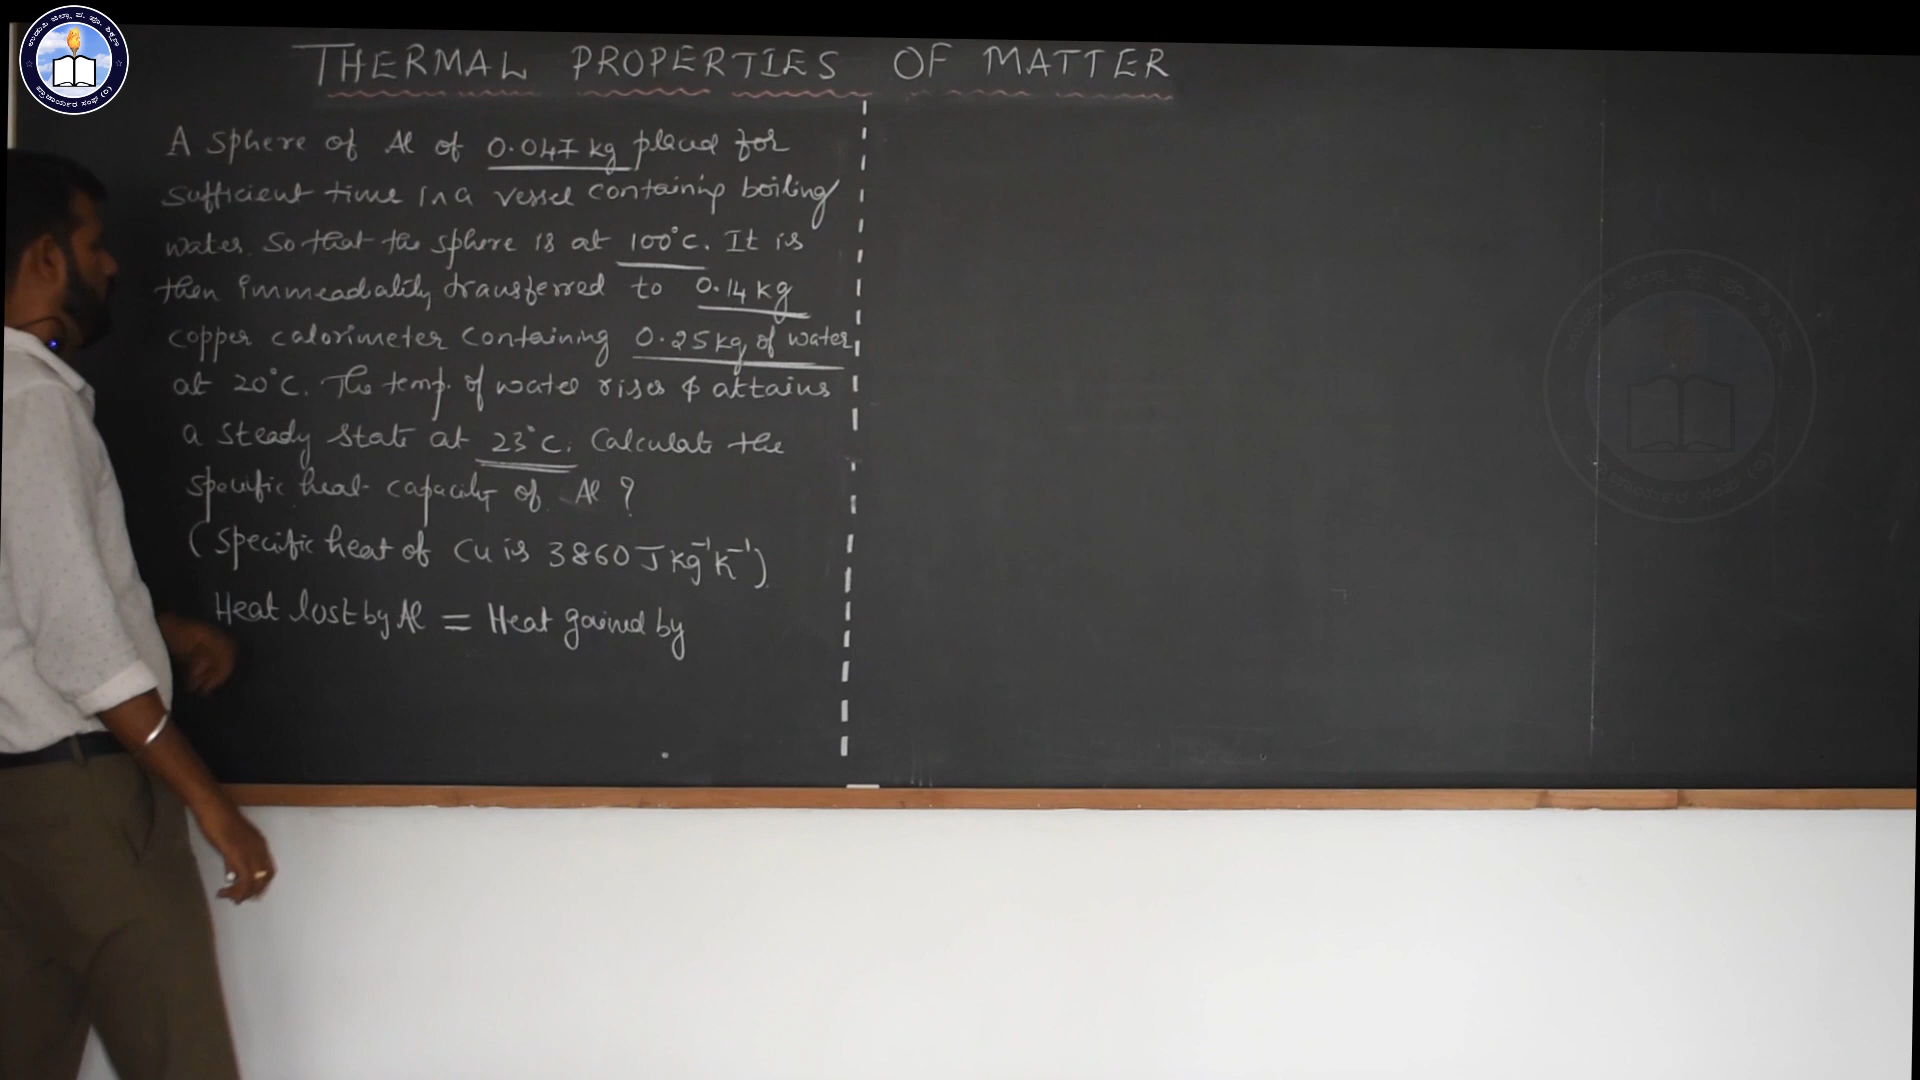 THERMAL PROPERTIES OF MATTER
A sphere of Al of 0.047 kg placed for
sufficient time in a vessel containing boiling
water. So that the sphere is at 100°C. It is
then immeadiality transferred to 0.14 kg
copper calorimeter containing 0.25 kg of water
at 20°C. The temp. of water rises & attains
a steady state at 23°C. Calculate the
specific heat capacity of Al ?
(Specific heat of Cu is 3860 J kg⁻¹ K⁻¹).
Heat lost by Al = Heat gained by